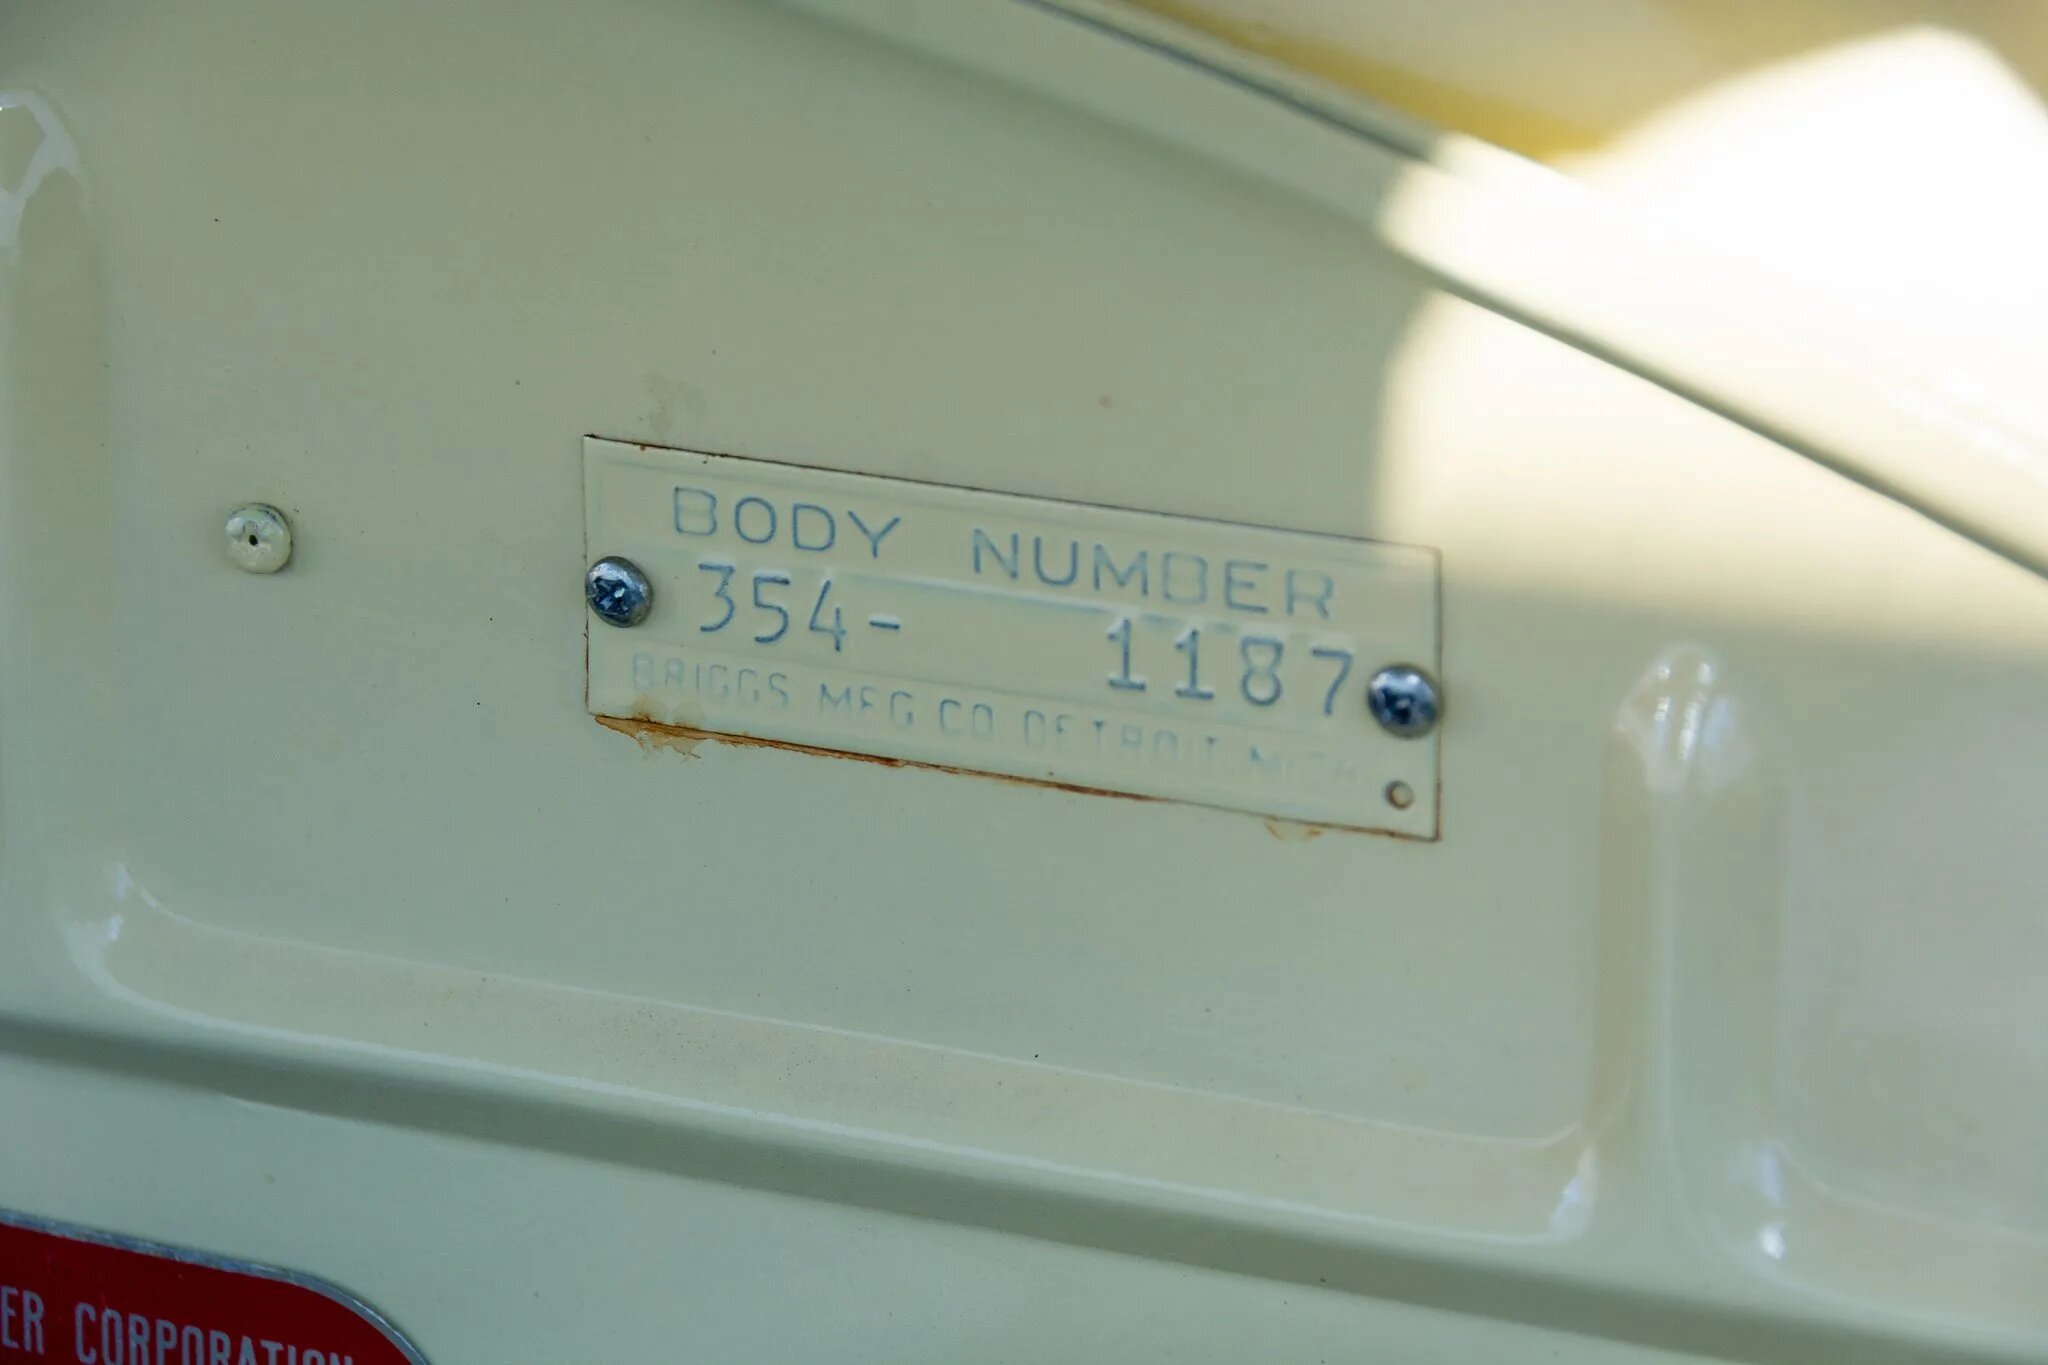 BODY NUMBER
354- 1187
BRIGGS MFG CO DETROIT, MICH
ER CORPORATION